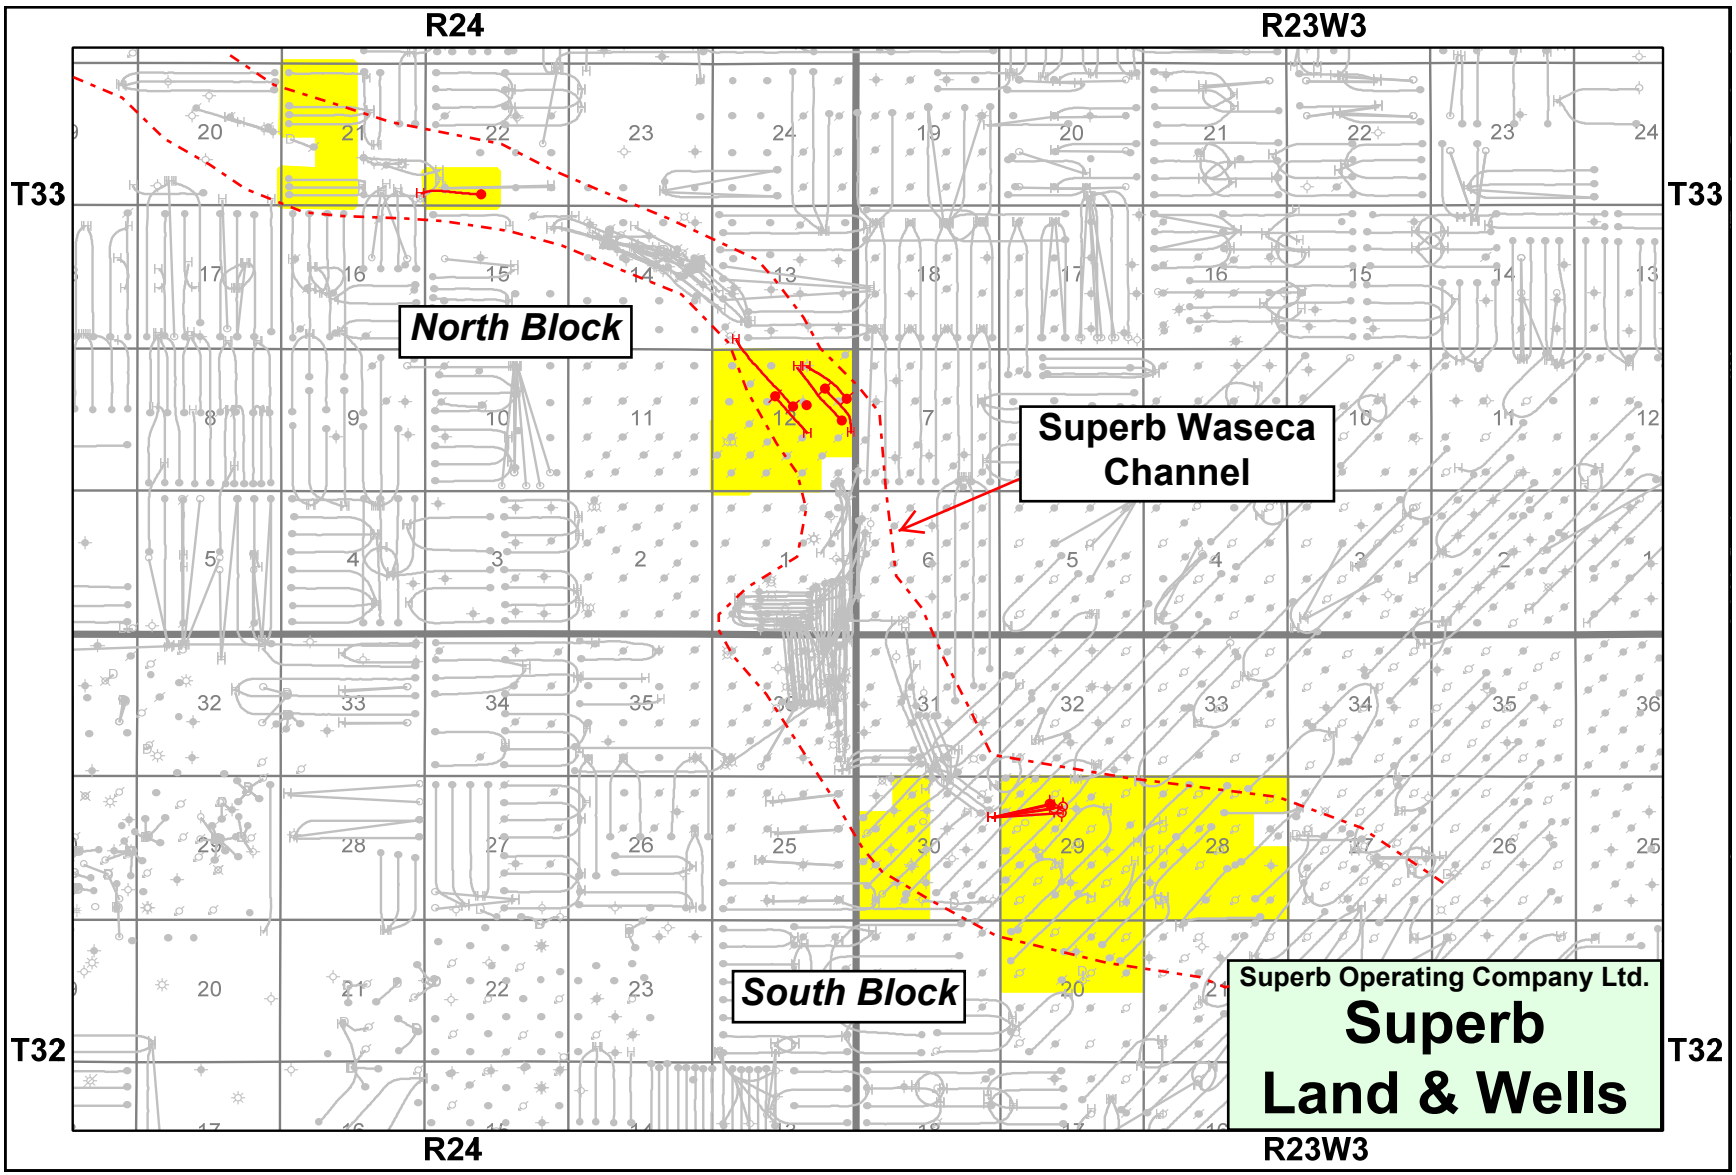 R24 R23W3
20 21 22 23 24 19 20 21 22 23 24
T33 T33
17 16 15 14 13 18 17 16 15 14 13
North Block
8 9 10 11 12 7 10 11 12
Superb Waseca
Channel
5 4 3 2 1 6 5 4 3 2 1
32 33 34 35 31 32 33 34 35 36
29 28 27 26 25 30 29 28 27 26 25
20 21 22 23 20 21
South Block
Superb Operating Company Ltd.
Superb
Land & Wells
T32 T32
R24 R23W3